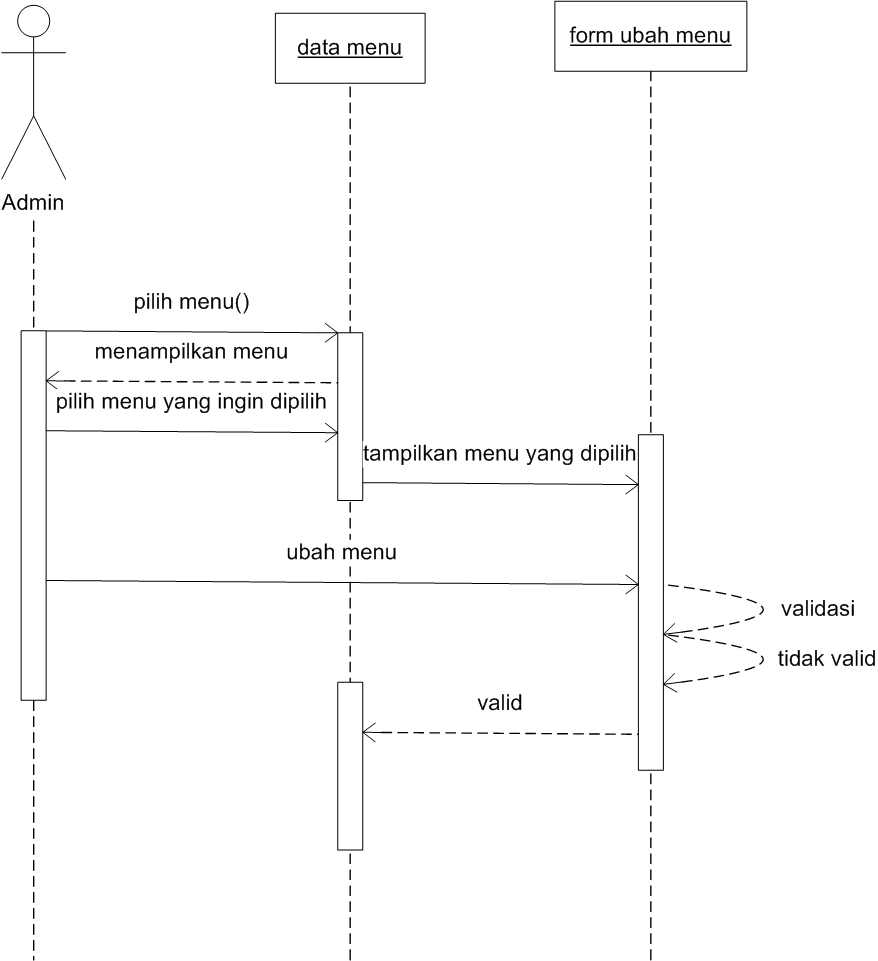 data menu
form ubah menu
Admin
pilih menu()
menampilkan menu
pilih menu yang ingin dipilih
tampilkan menu yang dipilih
ubah menu
validasi
tidak valid
valid